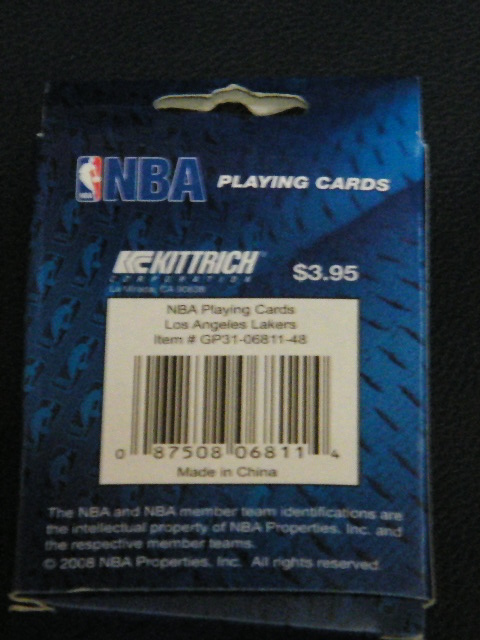 NBA PLAYING CARDS
KITTRICH
CORPORATION
La Mirada, CA 90638
$3.95
NBA Playing Cards
Los Angeles Lakers
Item # GP31-06811-48
0 87508 06811 4
Made in China
The NBA and NBA member team identifications are
the intellectual property of NBA Properties, Inc. and
the respective member teams.
© 2008 NBA Properties, Inc. All rights reserved.